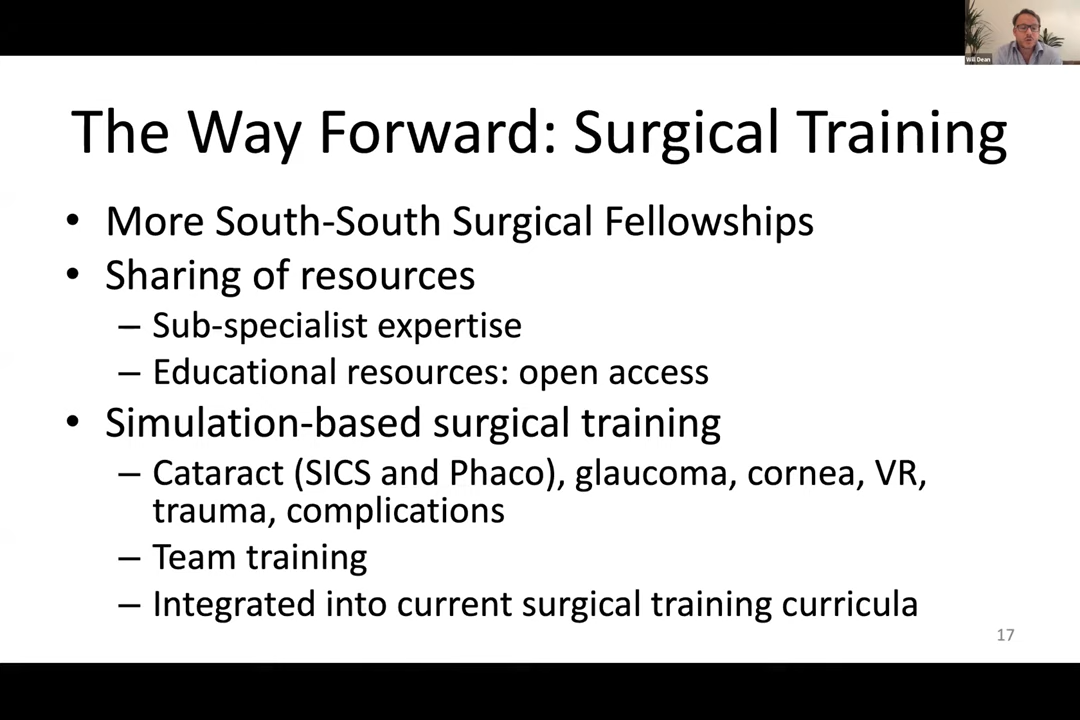 Will Dean
The Way Forward: Surgical Training
• More South-South Surgical Fellowships
• Sharing of resources
– Sub-specialist expertise
– Educational resources: open access
• Simulation-based surgical training
– Cataract (SICS and Phaco), glaucoma, cornea, VR,
trauma, complications
– Team training
– Integrated into current surgical training curricula
17